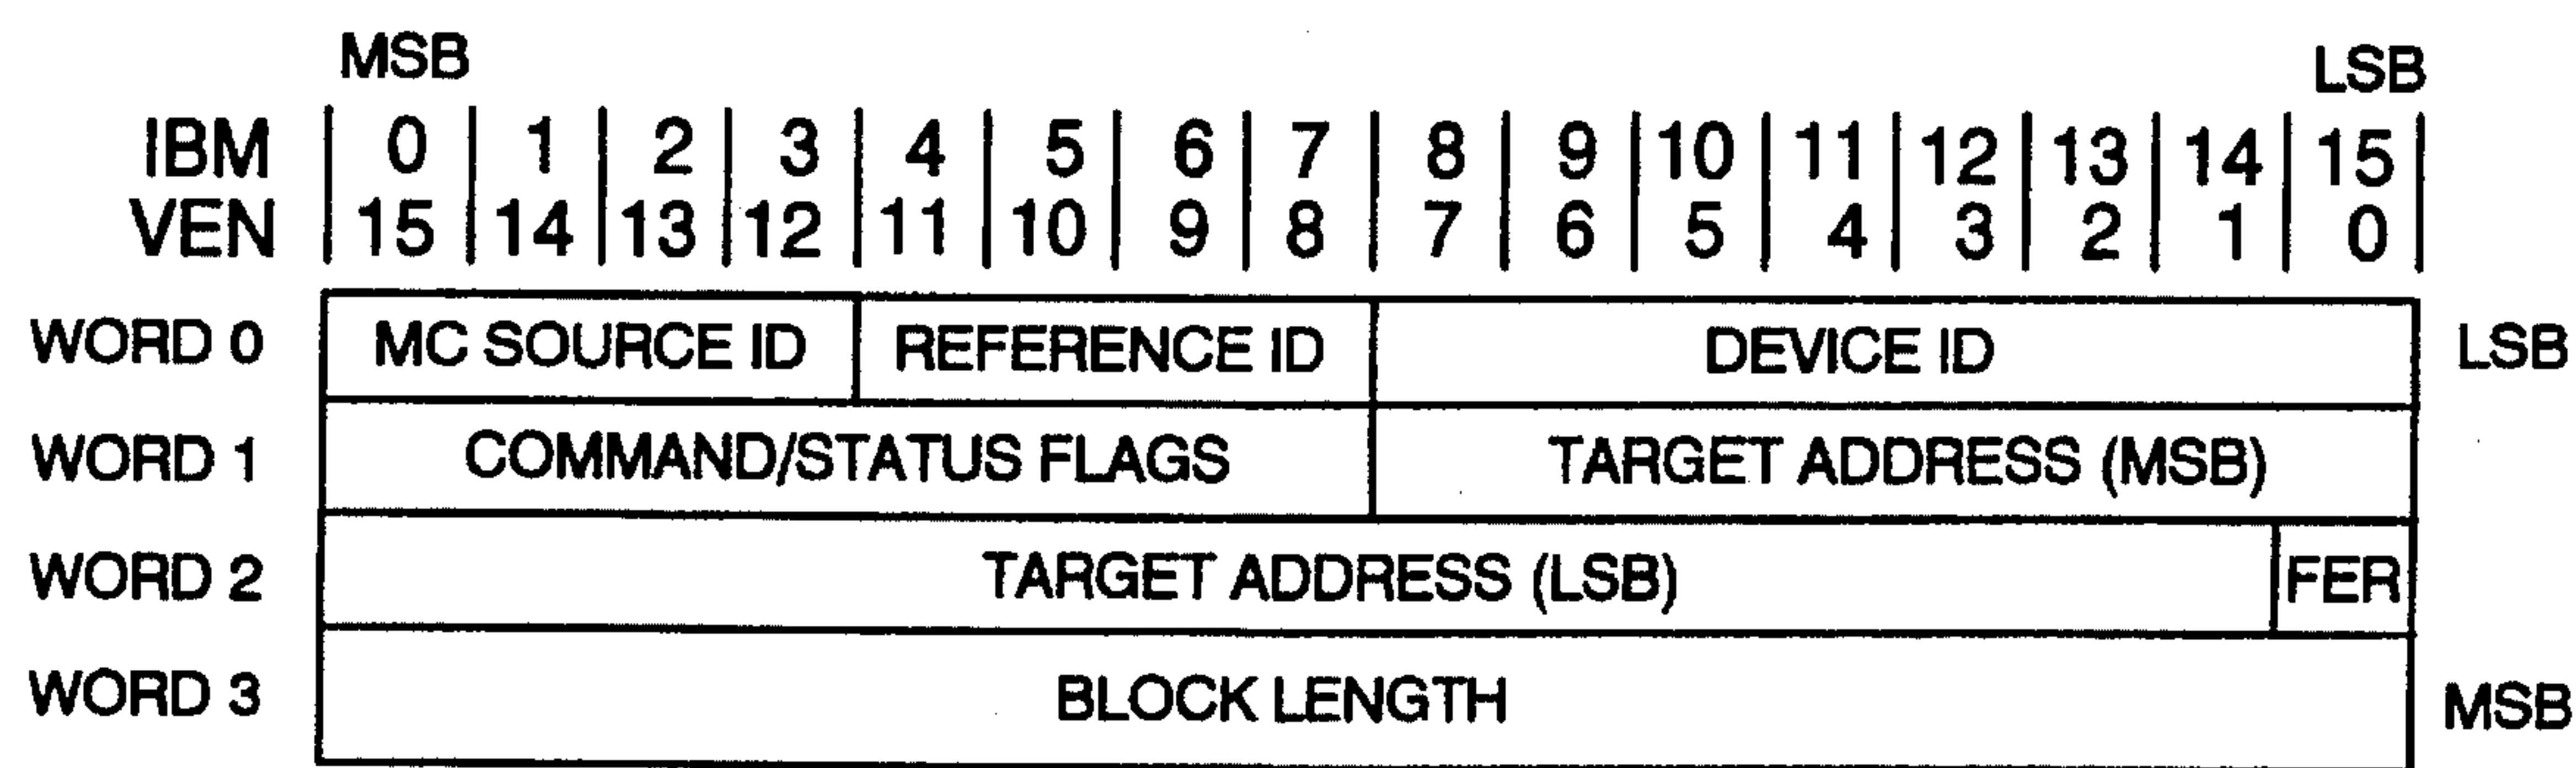 MSB LSB
IBM 0 1 2 3 4 5 6 7 8 9 10 11 12 13 14 15
VEN 15 14 13 12 11 10 9 8 7 6 5 4 3 2 1 0
WORD 0 MC SOURCE ID REFERENCE ID DEVICE ID LSB
WORD 1 COMMAND/STATUS FLAGS TARGET ADDRESS (MSB)
WORD 2 TARGET ADDRESS (LSB) FER
WORD 3 BLOCK LENGTH MSB